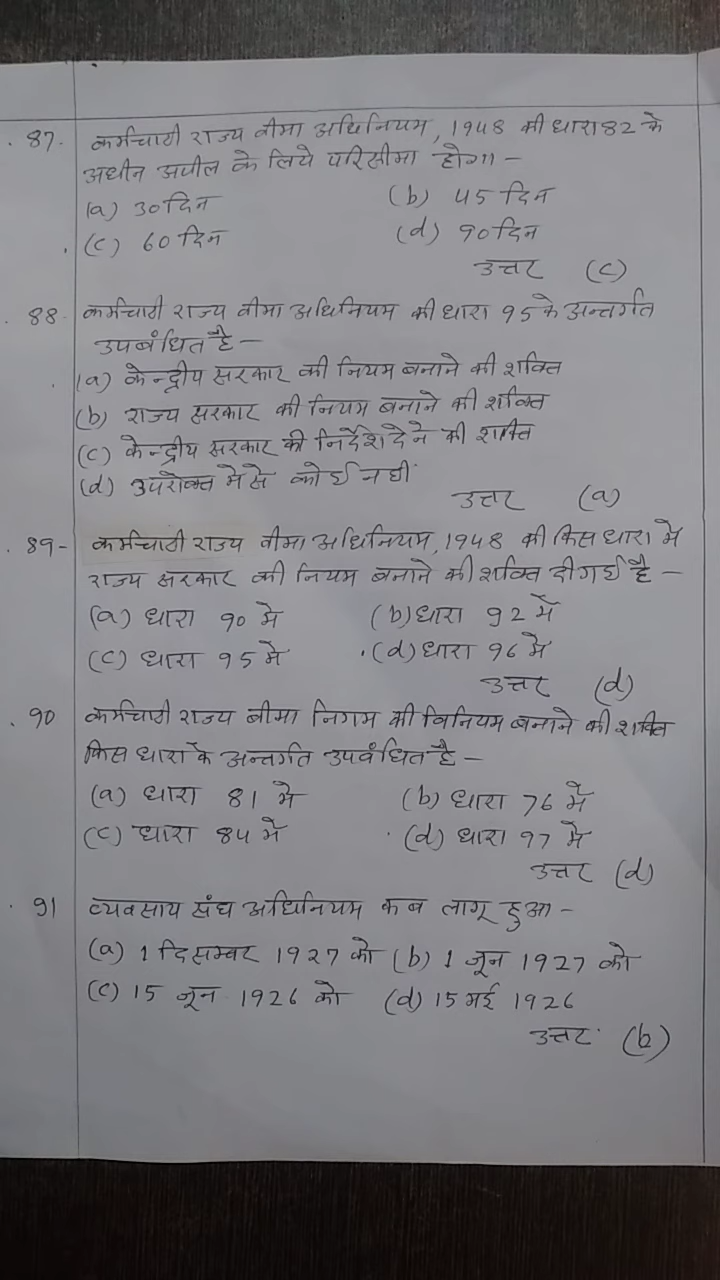 87. कर्मचारी राज्य वीमा अधिनियम, 1948 की धारा 82 के
अधीन अपील के लिये परिसीमा होगा -
(a) 30 दिन (b) 45 दिन
(c) 60 दिन (d) 90 दिन
उत्तर (c)
88. कर्मचारी राज्य वीमा अधिनियम की धारा 95 के अन्तर्गत
उपबंधित है -
(a) केन्द्रीय सरकार की नियम बनाने की शक्ति
(b) राज्य सरकार की नियम बनाने की शक्ति
(c) केन्द्रीय सरकार की निर्देश देने की शक्ति
(d) उपरोक्त में से कोई नहीं
उत्तर (a)
89- कर्मचारी राज्य वीमा अधिनियम, 1948 की किस धारा में
राज्य सरकार की नियम बनाने की शक्ति दी गई है -
(a) धारा 90 में (b) धारा 92 में
(c) धारा 95 में (d) धारा 96 में
उत्तर (d)
90 कर्मचारी राज्य बीमा निगम की विनियम बनाने की शक्ति
किस धारा के अन्तर्गत उपवंधित है -
(a) धारा 81 में (b) धारा 76 में
(c) धारा 84 में (d) धारा 97 में
उत्तर (d)
91 व्यवसाय संघ अधिनियम कब लागू हुआ -
(a) 1 दिसम्बर 1927 को (b) 1 जून 1927 को
(c) 15 जून 1926 को (d) 15 मई 1926
उत्तर (b)